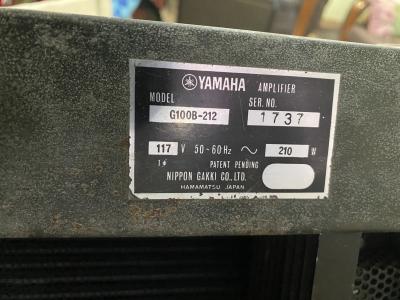 YAMAHA AMPLIFIER
MODEL SER. NO.
G100B-212 1737
117 V 50-60Hz ~ 210 W
1ϕ PATENT PENDING
NIPPON GAKKI CO., LTD.
HAMAMATSU JAPAN